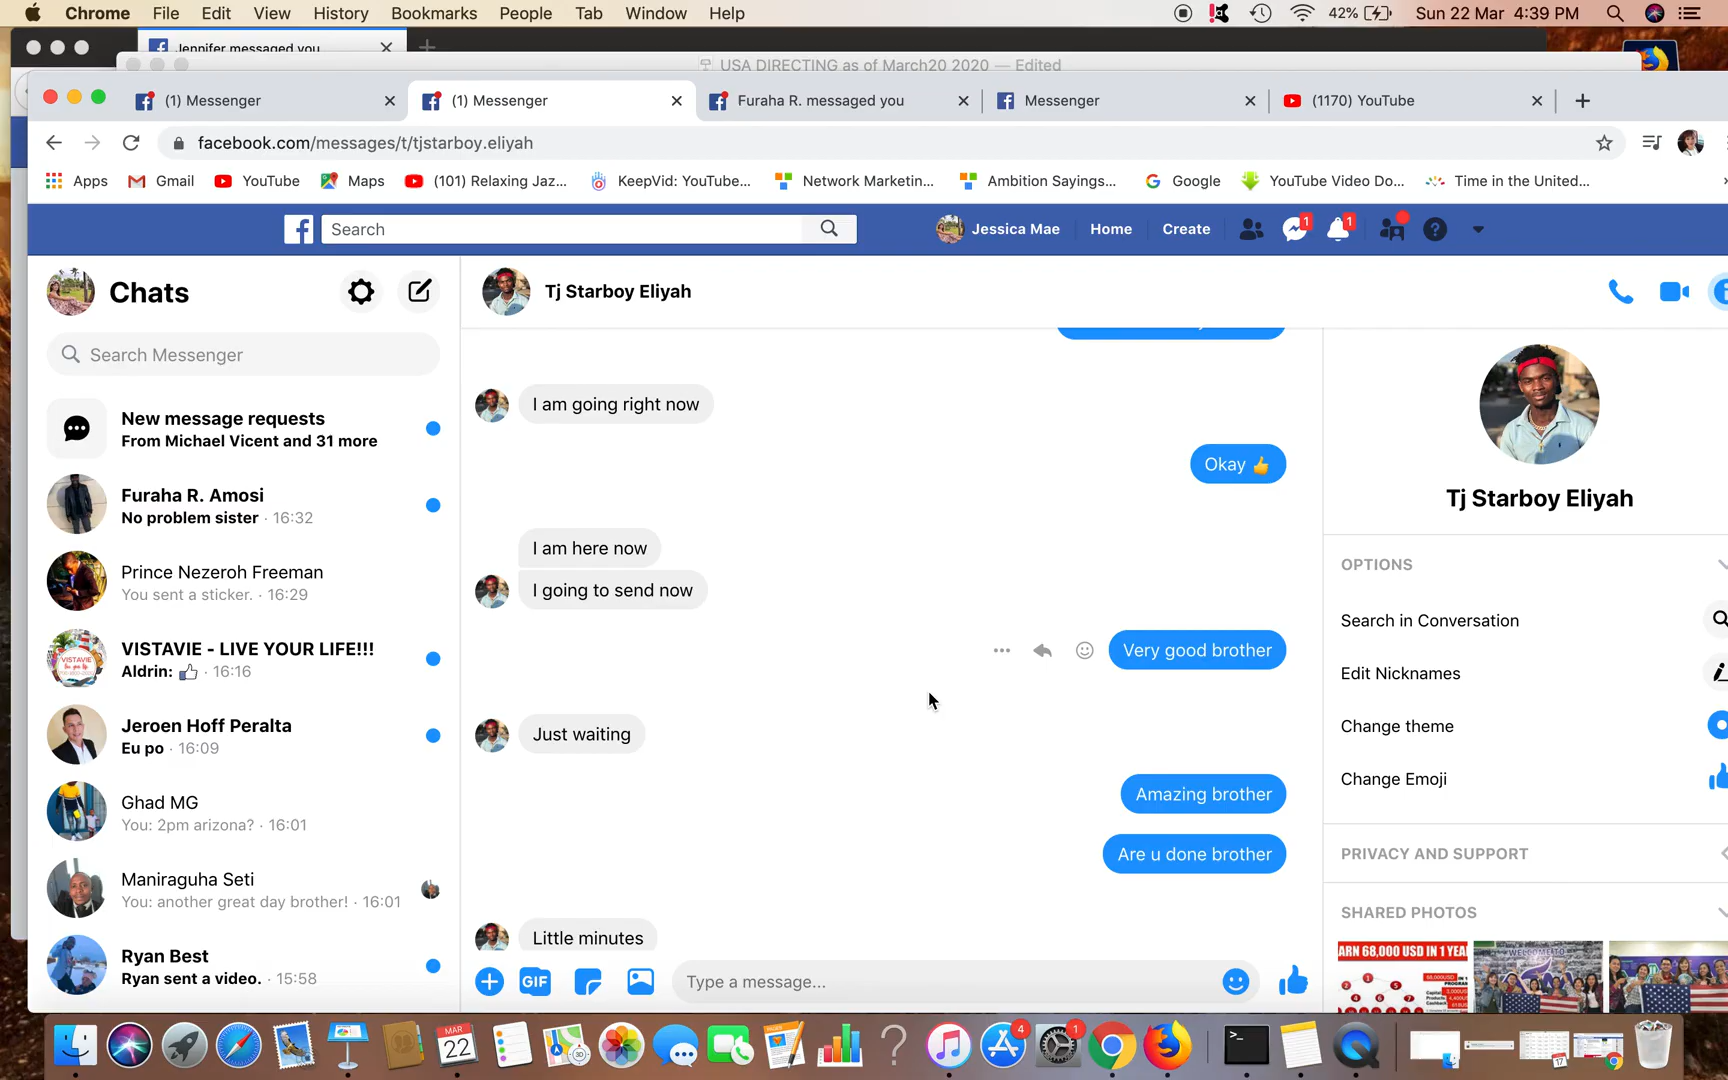 Chrome File Edit View History Bookmarks People Tab Window Help 42% Sun 22 Mar 4:39 PM
Jennifer messaged you
USA DIRECTING as of March20 2020 — Edited
(1) Messenger
(1) Messenger
Furaha R. messaged you
Messenger
(1170) YouTube
facebook.com/messages/t/tjstarboy.eliyah
Apps Gmail YouTube Maps (101) Relaxing Jaz... KeepVid: YouTube... Network Marketin... Ambition Sayings... Google YouTube Video Do... Time in the United...
Search
Jessica Mae Home Create 1 1
Chats
Search Messenger
New message requests
From Michael Vicent and 31 more
Furaha R. Amosi
No problem sister · 16:32
Prince Nezeroh Freeman
You sent a sticker. · 16:29
VISTAVIE - LIVE YOUR LIFE!!!
Aldrin: 👍 · 16:16
Jeroen Hoff Peralta
Eu po · 16:09
Ghad MG
You: 2pm arizona? · 16:01
Maniraguha Seti
You: another great day brother! · 16:01
Ryan Best
Ryan sent a video. · 15:58
Tj Starboy Eliyah
I am going right now
Okay 👍
I am here now
I going to send now
Very good brother
Just waiting
Amazing brother
Are u done brother
Little minutes
GIF
Type a message...
Tj Starboy Eliyah
OPTIONS
Search in Conversation
Edit Nicknames
Change theme
Change Emoji
PRIVACY AND SUPPORT
SHARED PHOTOS
ARN 68,000 USD IN 1 YEAR
MAR
22
PAGES
4
1
17